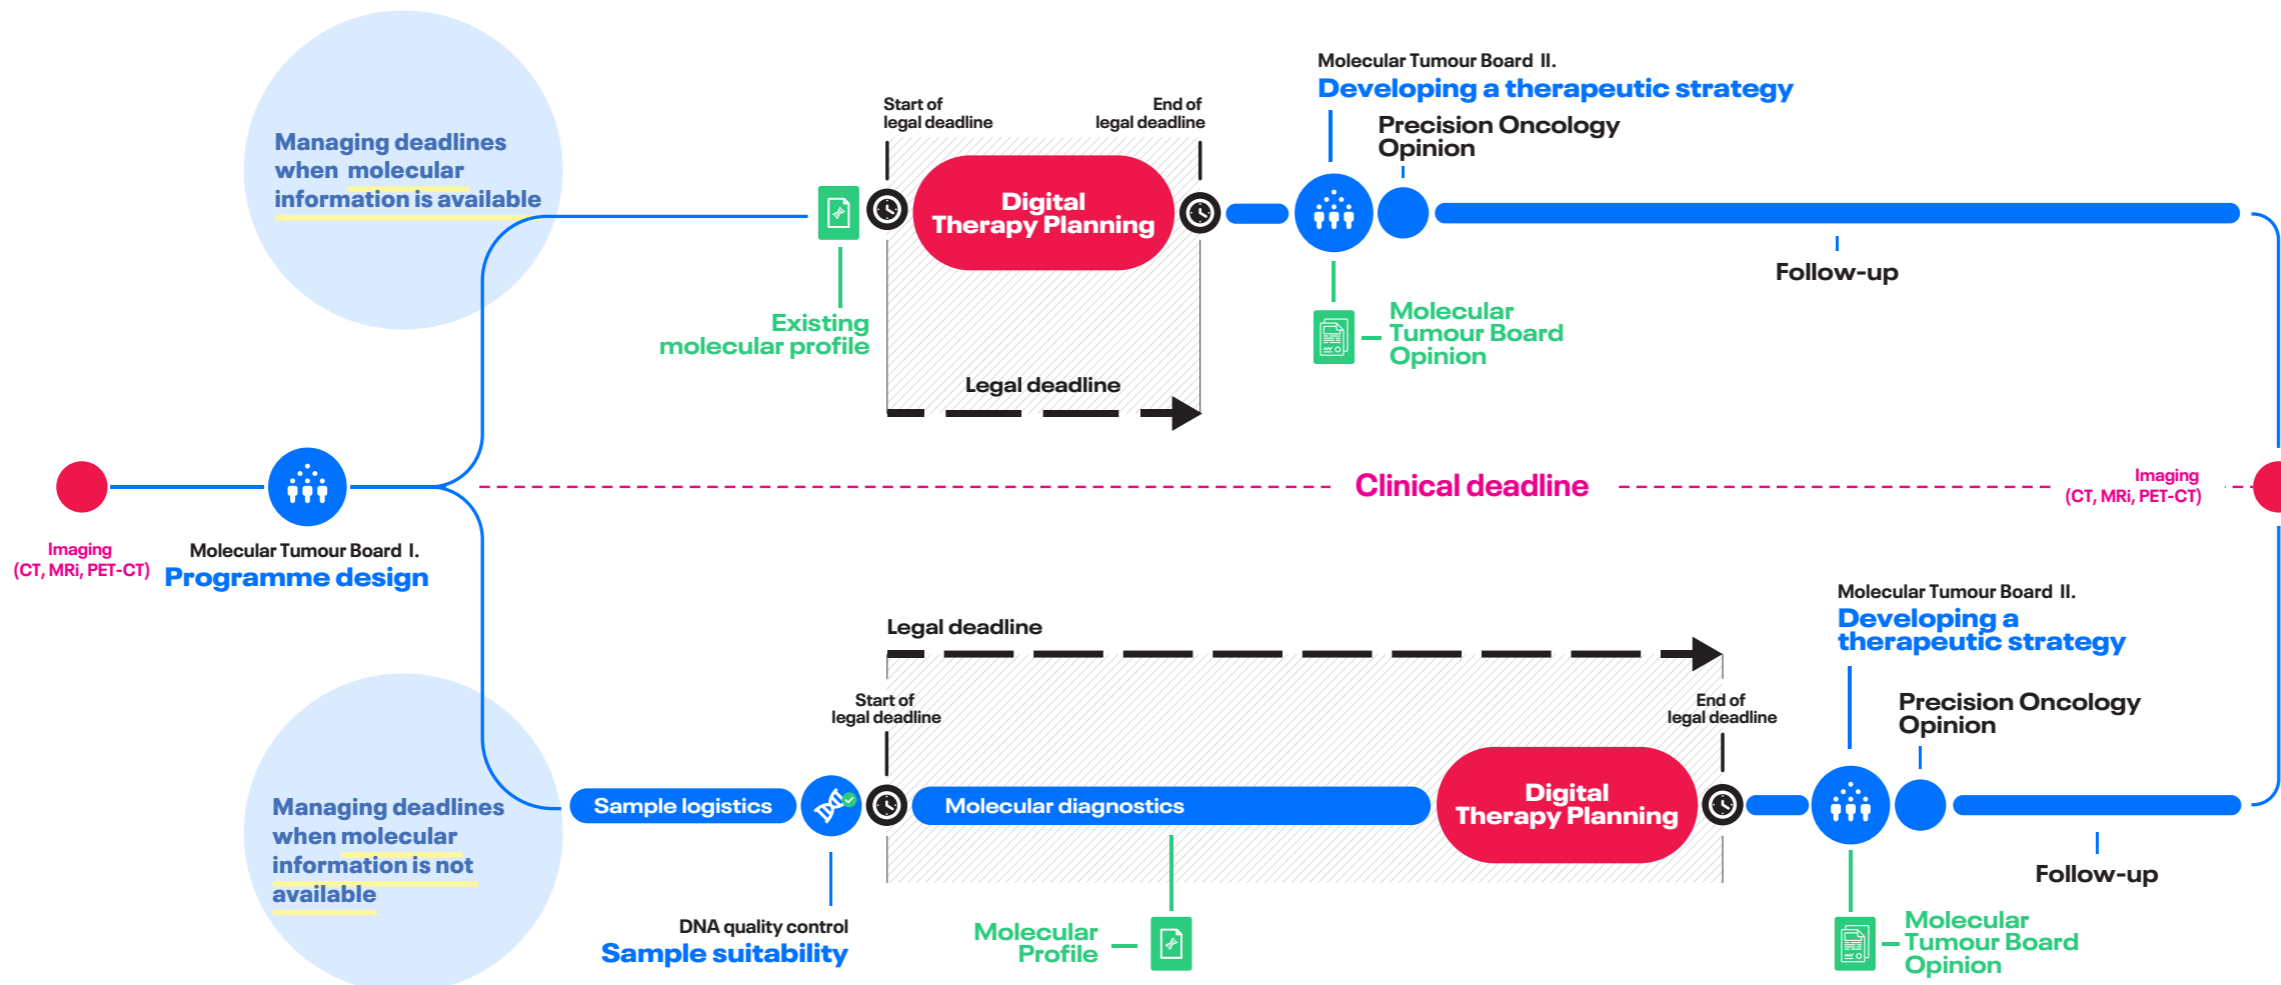 Managing deadlines
when molecular
information is available
Start of
legal deadline
End of
legal deadline
Digital
Therapy Planning
Existing
molecular profile
Legal deadline
Molecular Tumour Board II.
Developing a therapeutic strategy
Precision Oncology
Opinion
Molecular
Tumour Board
Opinion
Follow-up
Imaging
(CT, MRi, PET-CT)
Molecular Tumour Board I.
Programme design
Clinical deadline
Imaging
(CT, MRi, PET-CT)
Managing deadlines
when molecular
information is not
available
Sample logistics
DNA quality control
Sample suitability
Legal deadline
Start of
legal deadline
End of
legal deadline
Molecular diagnostics
Digital
Therapy Planning
Molecular
Profile
Molecular Tumour Board II.
Developing a
therapeutic strategy
Precision Oncology
Opinion
Follow-up
Molecular
Tumour Board
Opinion